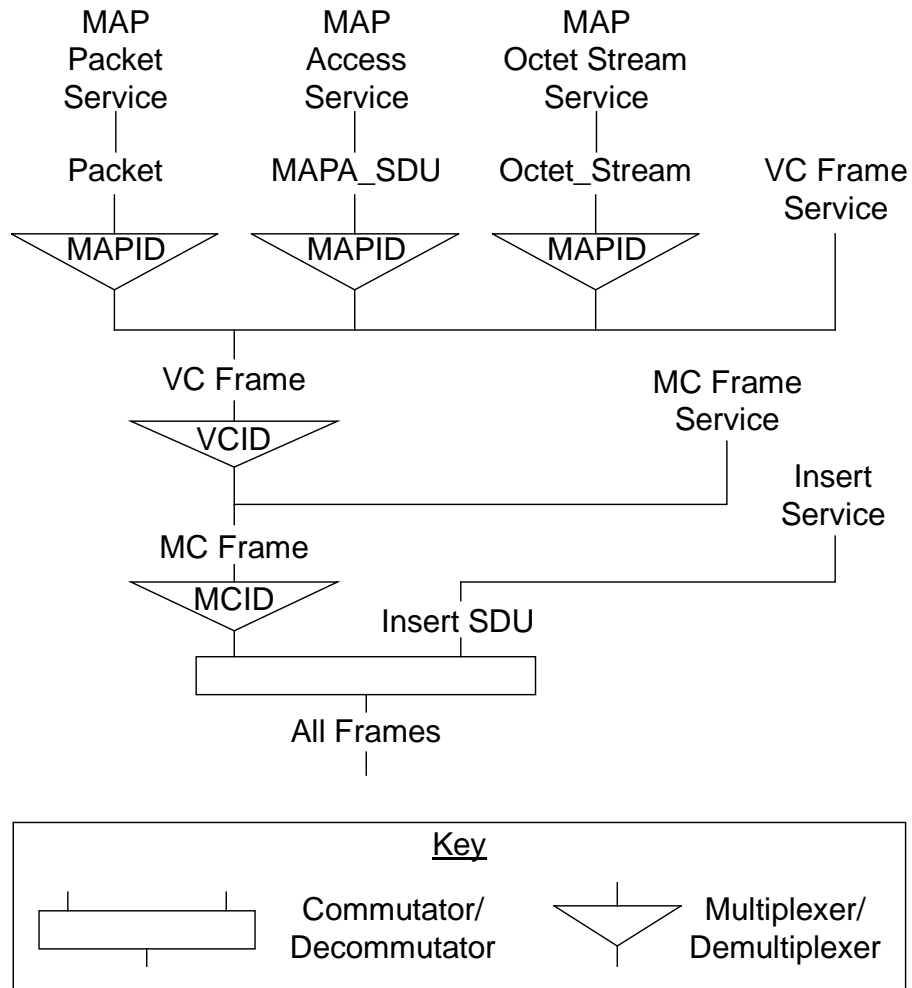 MAP
Packet
Service
MAP
Access
Service
MAP
Octet Stream
Service
Packet
MAPA_SDU
Octet_Stream
VC Frame
Service
MAPID
MAPID
MAPID
VC Frame
MC Frame
Service
VCID
Insert
Service
MC Frame
MCID
Insert SDU
All Frames
Key
Commutator/
Decommutator
Multiplexer/
Demultiplexer